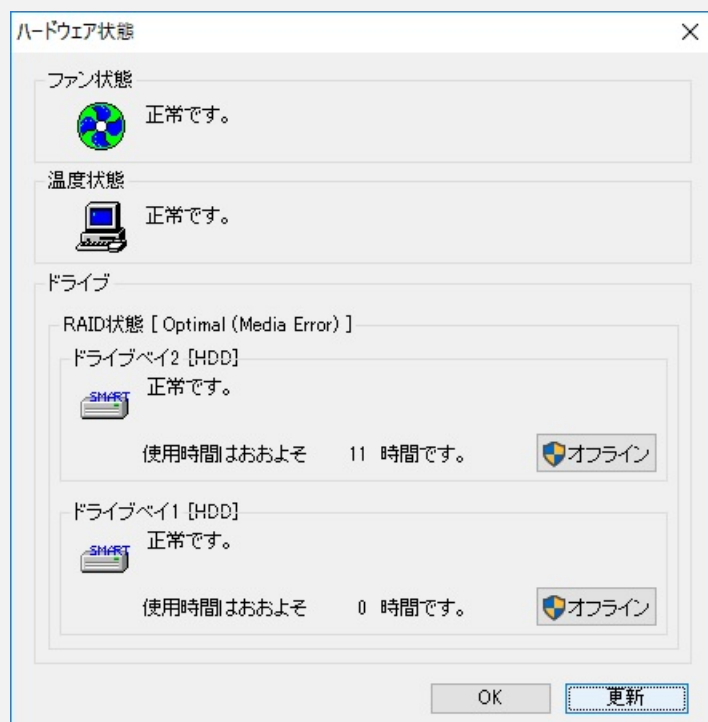 ハードウェア状態
ファン状態
正常です。
温度状態
正常です。
ドライブ
RAID状態 [ Optimal (Media Error) ]
ドライブベイ2 [HDD]
SMART
正常です。
使用時間はおおよそ 11 時間です。
オフライン
ドライブベイ1 [HDD]
SMART
正常です。
使用時間はおおよそ 0 時間です。
オフライン
OK
更新